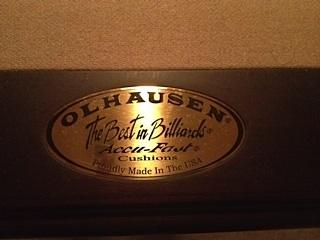 OLHAUSEN®
The Best in Billiards®
Accu-Fast®
Cushions
Proudly Made In The USA